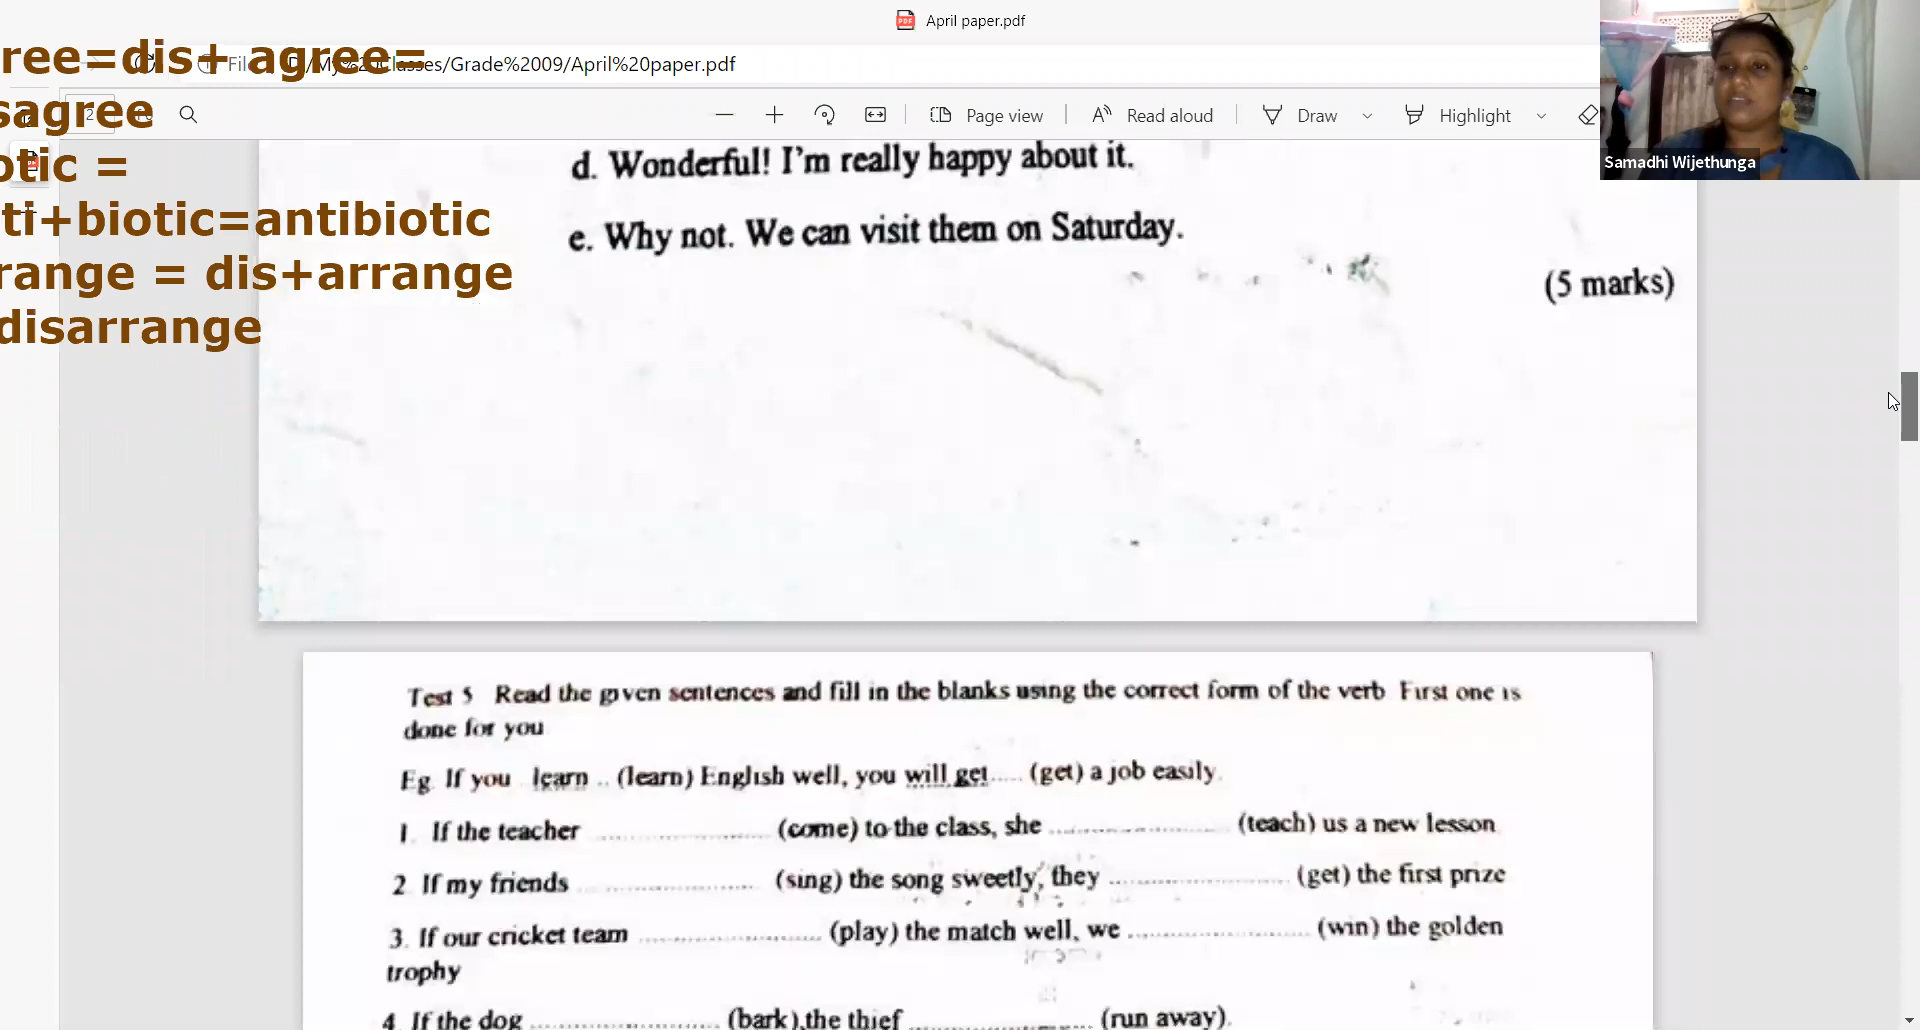 April paper.pdf
ree=dis+ agree=
File D:/My%20Classes/Grade%2009/April%20paper.pdf
sagree
2
Page view
Read aloud
Draw
Highlight
otic =
ti+biotic=antibiotic
range = dis+arrange
disarrange
Samadhi Wijethunga
d. Wonderful! I'm really happy about it.
e. Why not. We can visit them on Saturday.
(5 marks)
Test 5 Read the given sentences and fill in the blanks using the correct form of the verb First one is
done for you
Eg. If you learn .. (learn) English well, you will get..... (get) a job easily.
1. If the teacher ........................ (come) to the class, she ........................ (teach) us a new lesson
2 If my friends ........................ (sing) the song sweetly, they ........................ (get) the first prize
3. If our cricket team ........................ (play) the match well, we ........................ (win) the golden
trophy
4. If the dog ........................ (bark),the thief ........................ (run away).